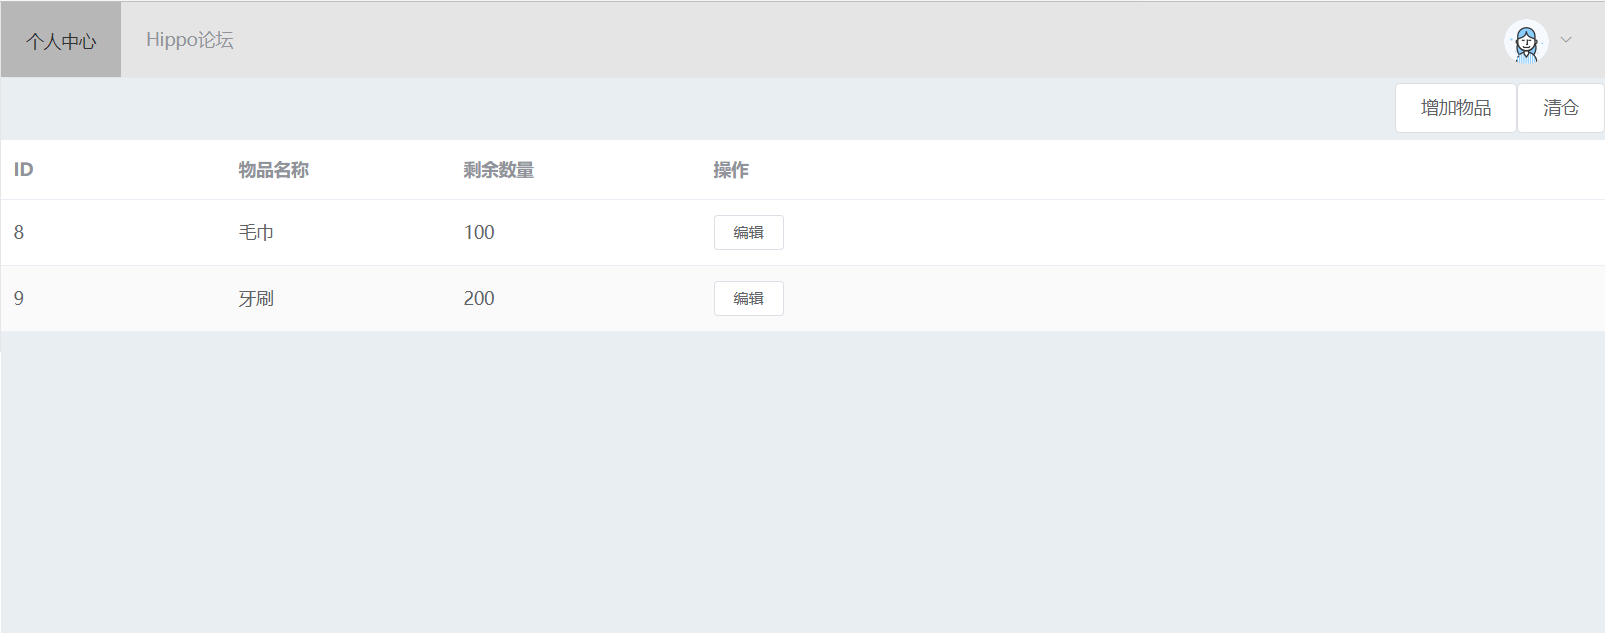 个人中心 Hippo论坛
增加物品 清仓
ID 物品名称 剩余数量 操作
8 毛巾 100 编辑
9 牙刷 200 编辑